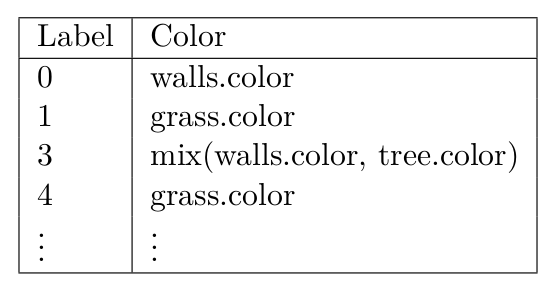 Label Color
0 walls.color
1 grass.color
3 mix(walls.color, tree.color)
4 grass.color
⋮ ⋮